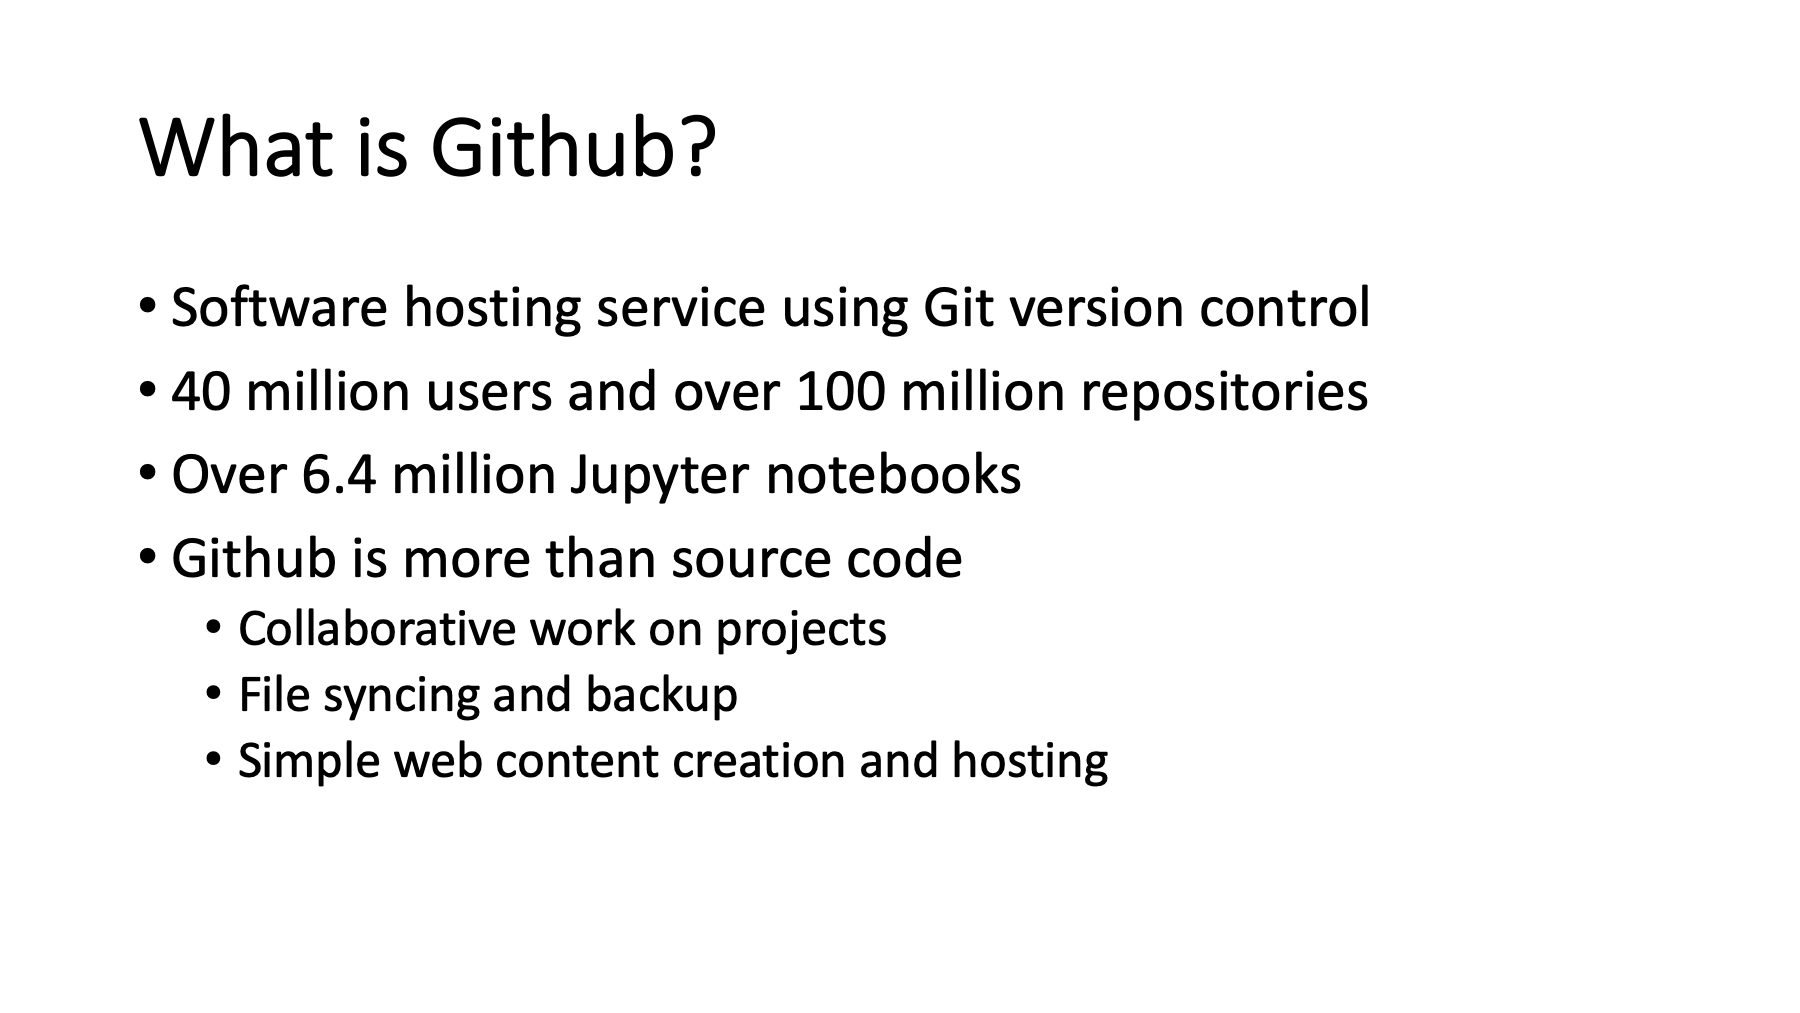 What is Github?
• Software hosting service using Git version control
• 40 million users and over 100 million repositories
• Over 6.4 million Jupyter notebooks
• Github is more than source code
• Collaborative work on projects
• File syncing and backup
• Simple web content creation and hosting